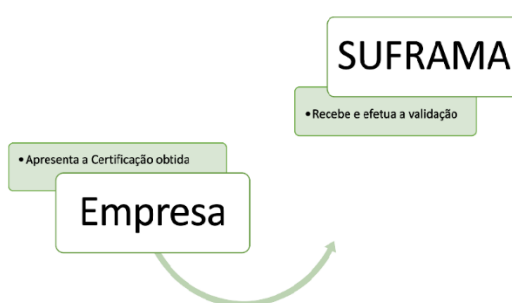 SUFRAMA
•Recebe e efetua a validação
•Apresenta a Certificação obtida
Empresa